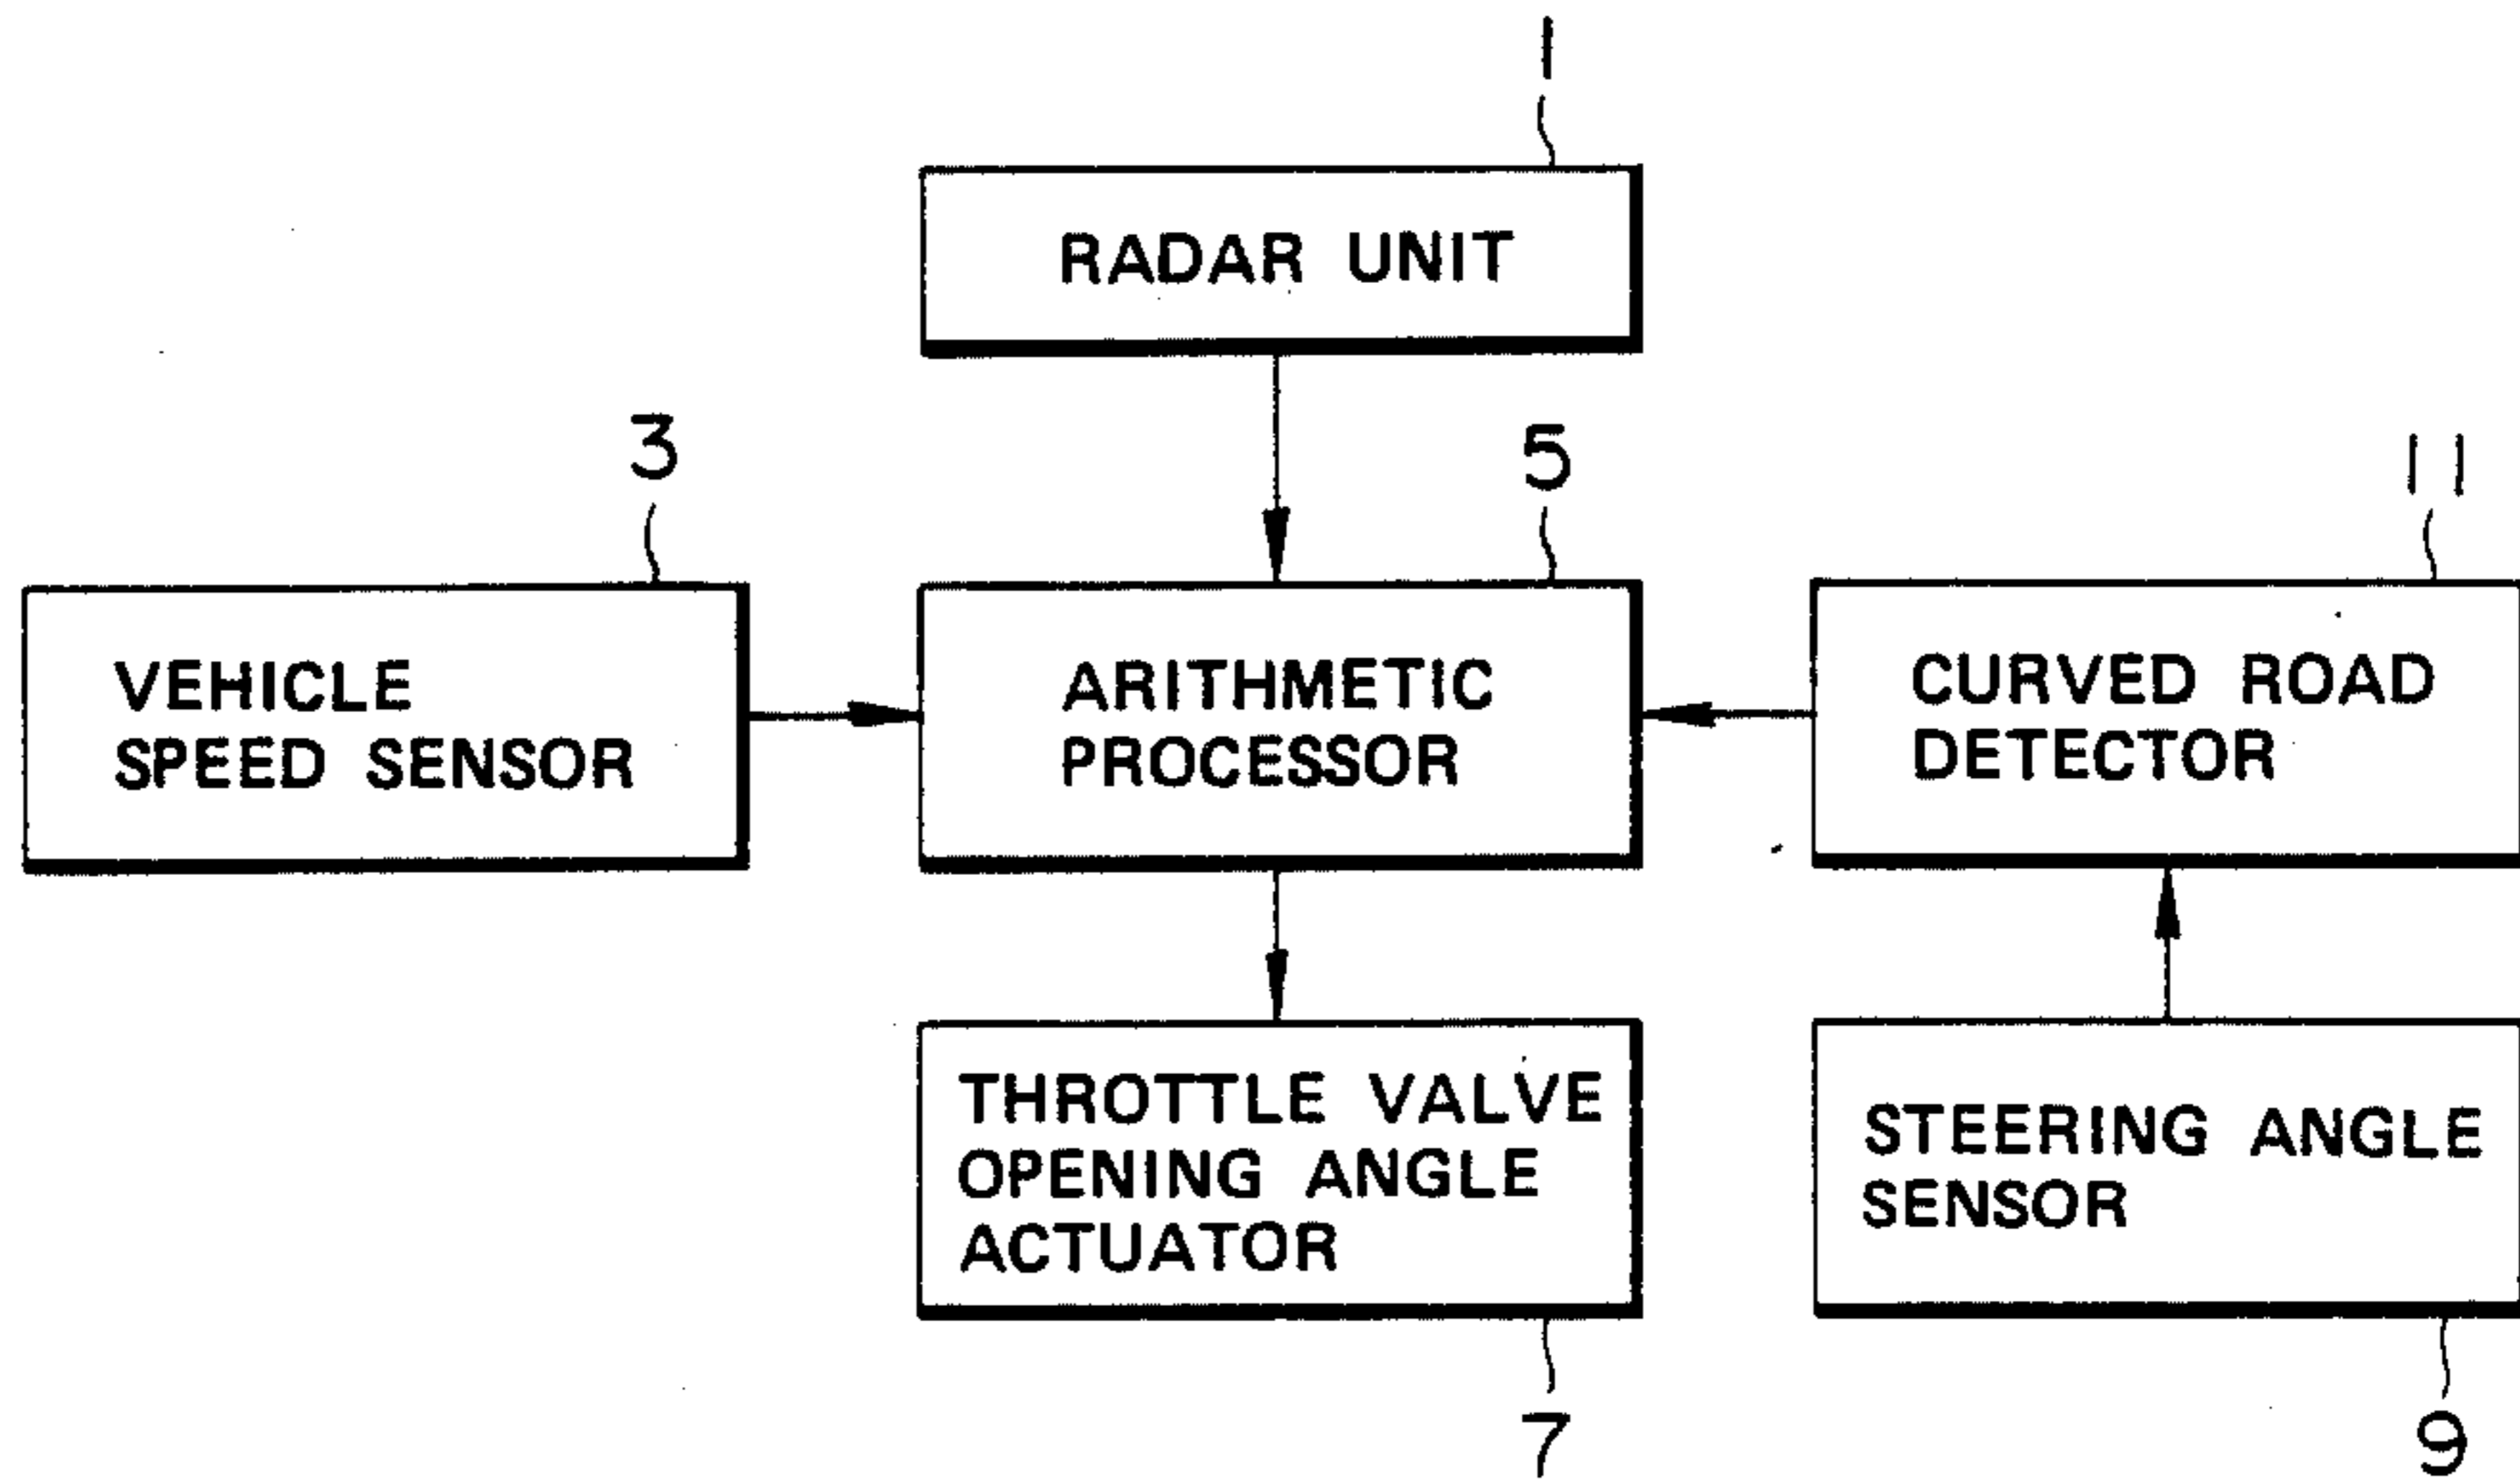 1
RADAR UNIT
3
5
11
VEHICLE
SPEED SENSOR
ARITHMETIC
PROCESSOR
CURVED ROAD
DETECTOR
THROTTLE VALVE
OPENING ANGLE
ACTUATOR
STEERING ANGLE
SENSOR
7
9